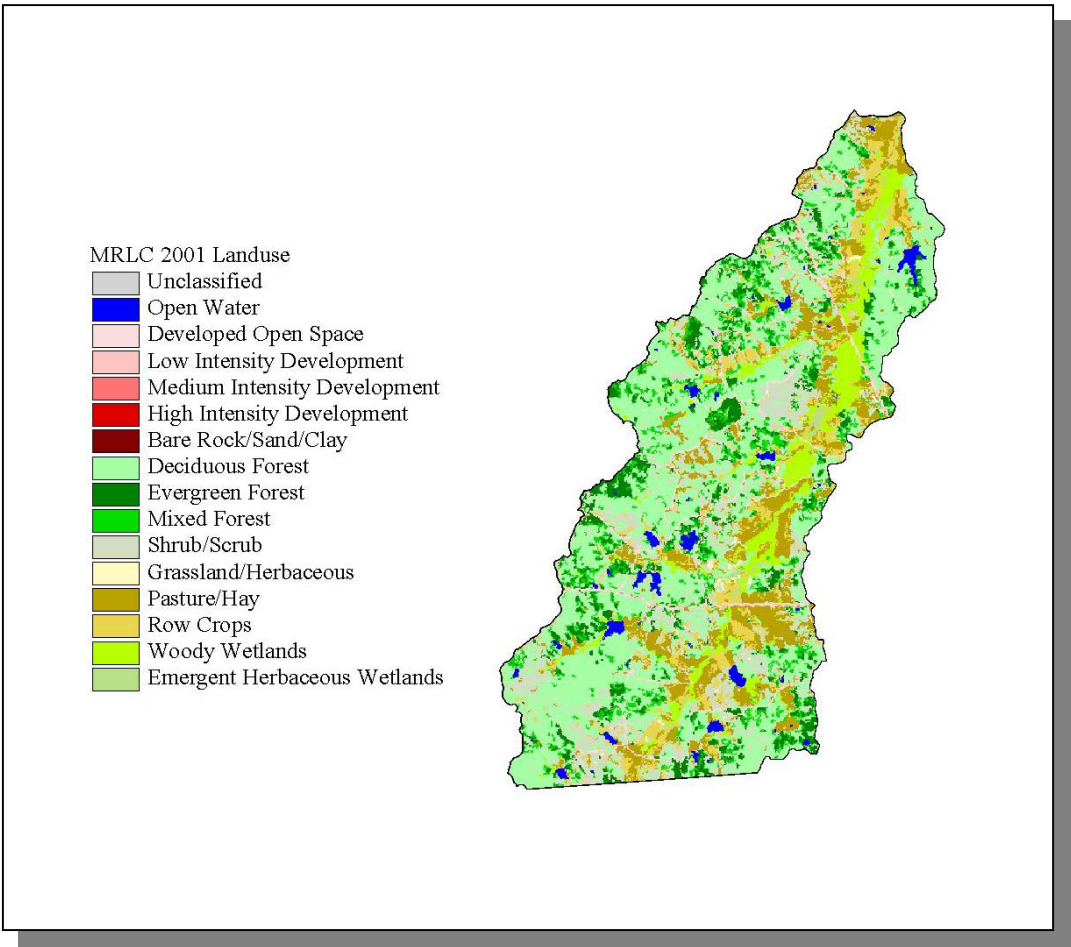 MRLC 2001 Landuse
Unclassified
Open Water
Developed Open Space
Low Intensity Development
Medium Intensity Development
High Intensity Development
Bare Rock/Sand/Clay
Deciduous Forest
Evergreen Forest
Mixed Forest
Shrub/Scrub
Grassland/Herbaceous
Pasture/Hay
Row Crops
Woody Wetlands
Emergent Herbaceous Wetlands